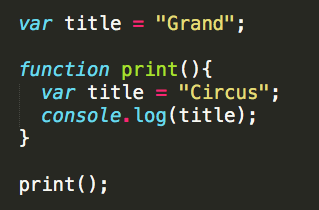 var title = "Grand";
function print(){
var title = "Circus";
console.log(title);
}
print();